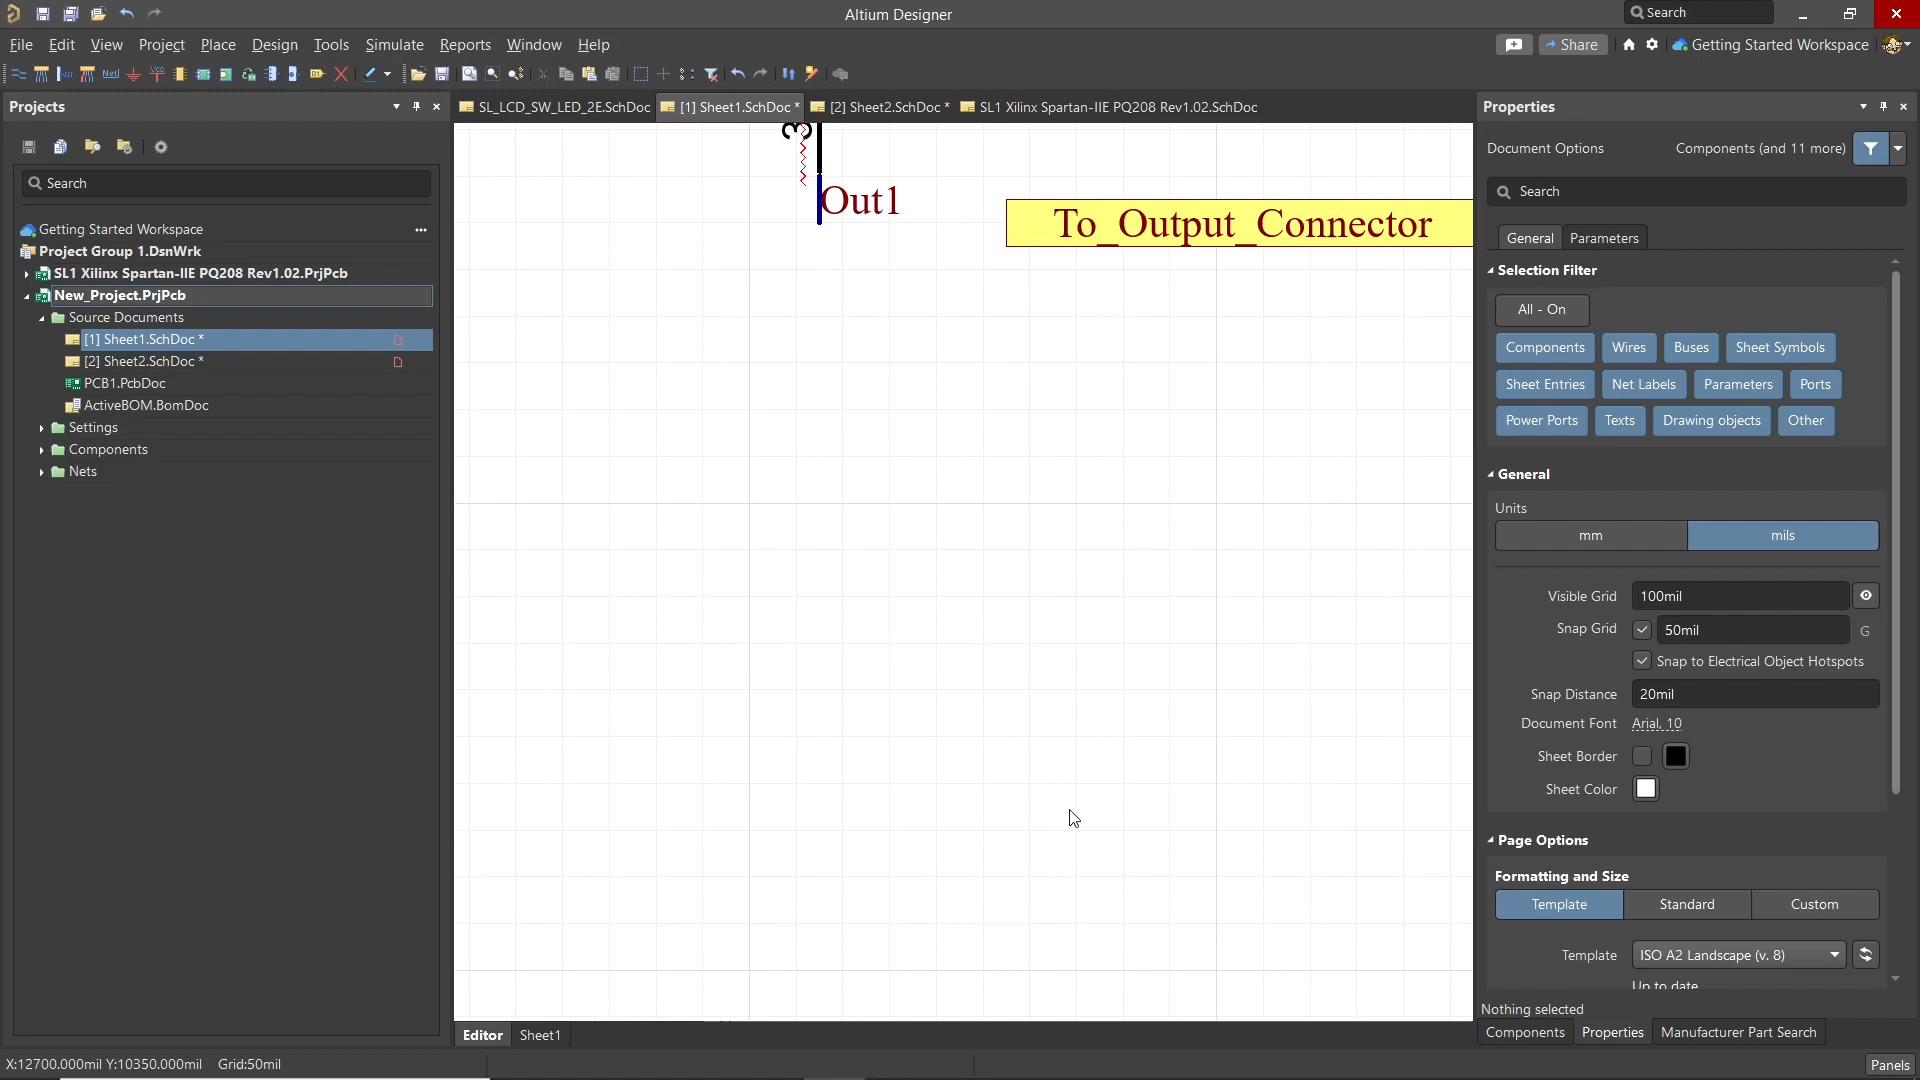 Altium Designer
Search
File Edit View Project Place Design Tools Simulate Reports Window Help
Share
Getting Started Workspace
Net
Vcc
Projects
SL_LCD_SW_LED_2E.SchDoc
[1] Sheet1.SchDoc *
[2] Sheet2.SchDoc *
SL1 Xilinx Spartan-IIE PQ208 Rev1.02.SchDoc
Properties
Search
Getting Started Workspace
Project Group 1.DsnWrk
SL1 Xilinx Spartan-IIE PQ208 Rev1.02.PrjPcb
New_Project.PrjPcb
Source Documents
[1] Sheet1.SchDoc *
[2] Sheet2.SchDoc *
PCB1.PcbDoc
ActiveBOM.BomDoc
Settings
Components
Nets
3
Out1
To_Output_Connector
Editor Sheet1
Document Options
Components (and 11 more)
Search
General Parameters
Selection Filter
All - On
Components Wires Buses Sheet Symbols
Sheet Entries Net Labels Parameters Ports
Power Ports Texts Drawing objects Other
General
Units
mm mils
Visible Grid 100mil
Snap Grid 50mil G
Snap to Electrical Object Hotspots
Snap Distance 20mil
Document Font Arial, 10
Sheet Border
Sheet Color
Page Options
Formatting and Size
Template Standard Custom
Template ISO A2 Landscape (v. 8)
Up to date
Nothing selected
Components Properties Manufacturer Part Search
X:12700.000mil Y:10350.000mil Grid:50mil
Panels